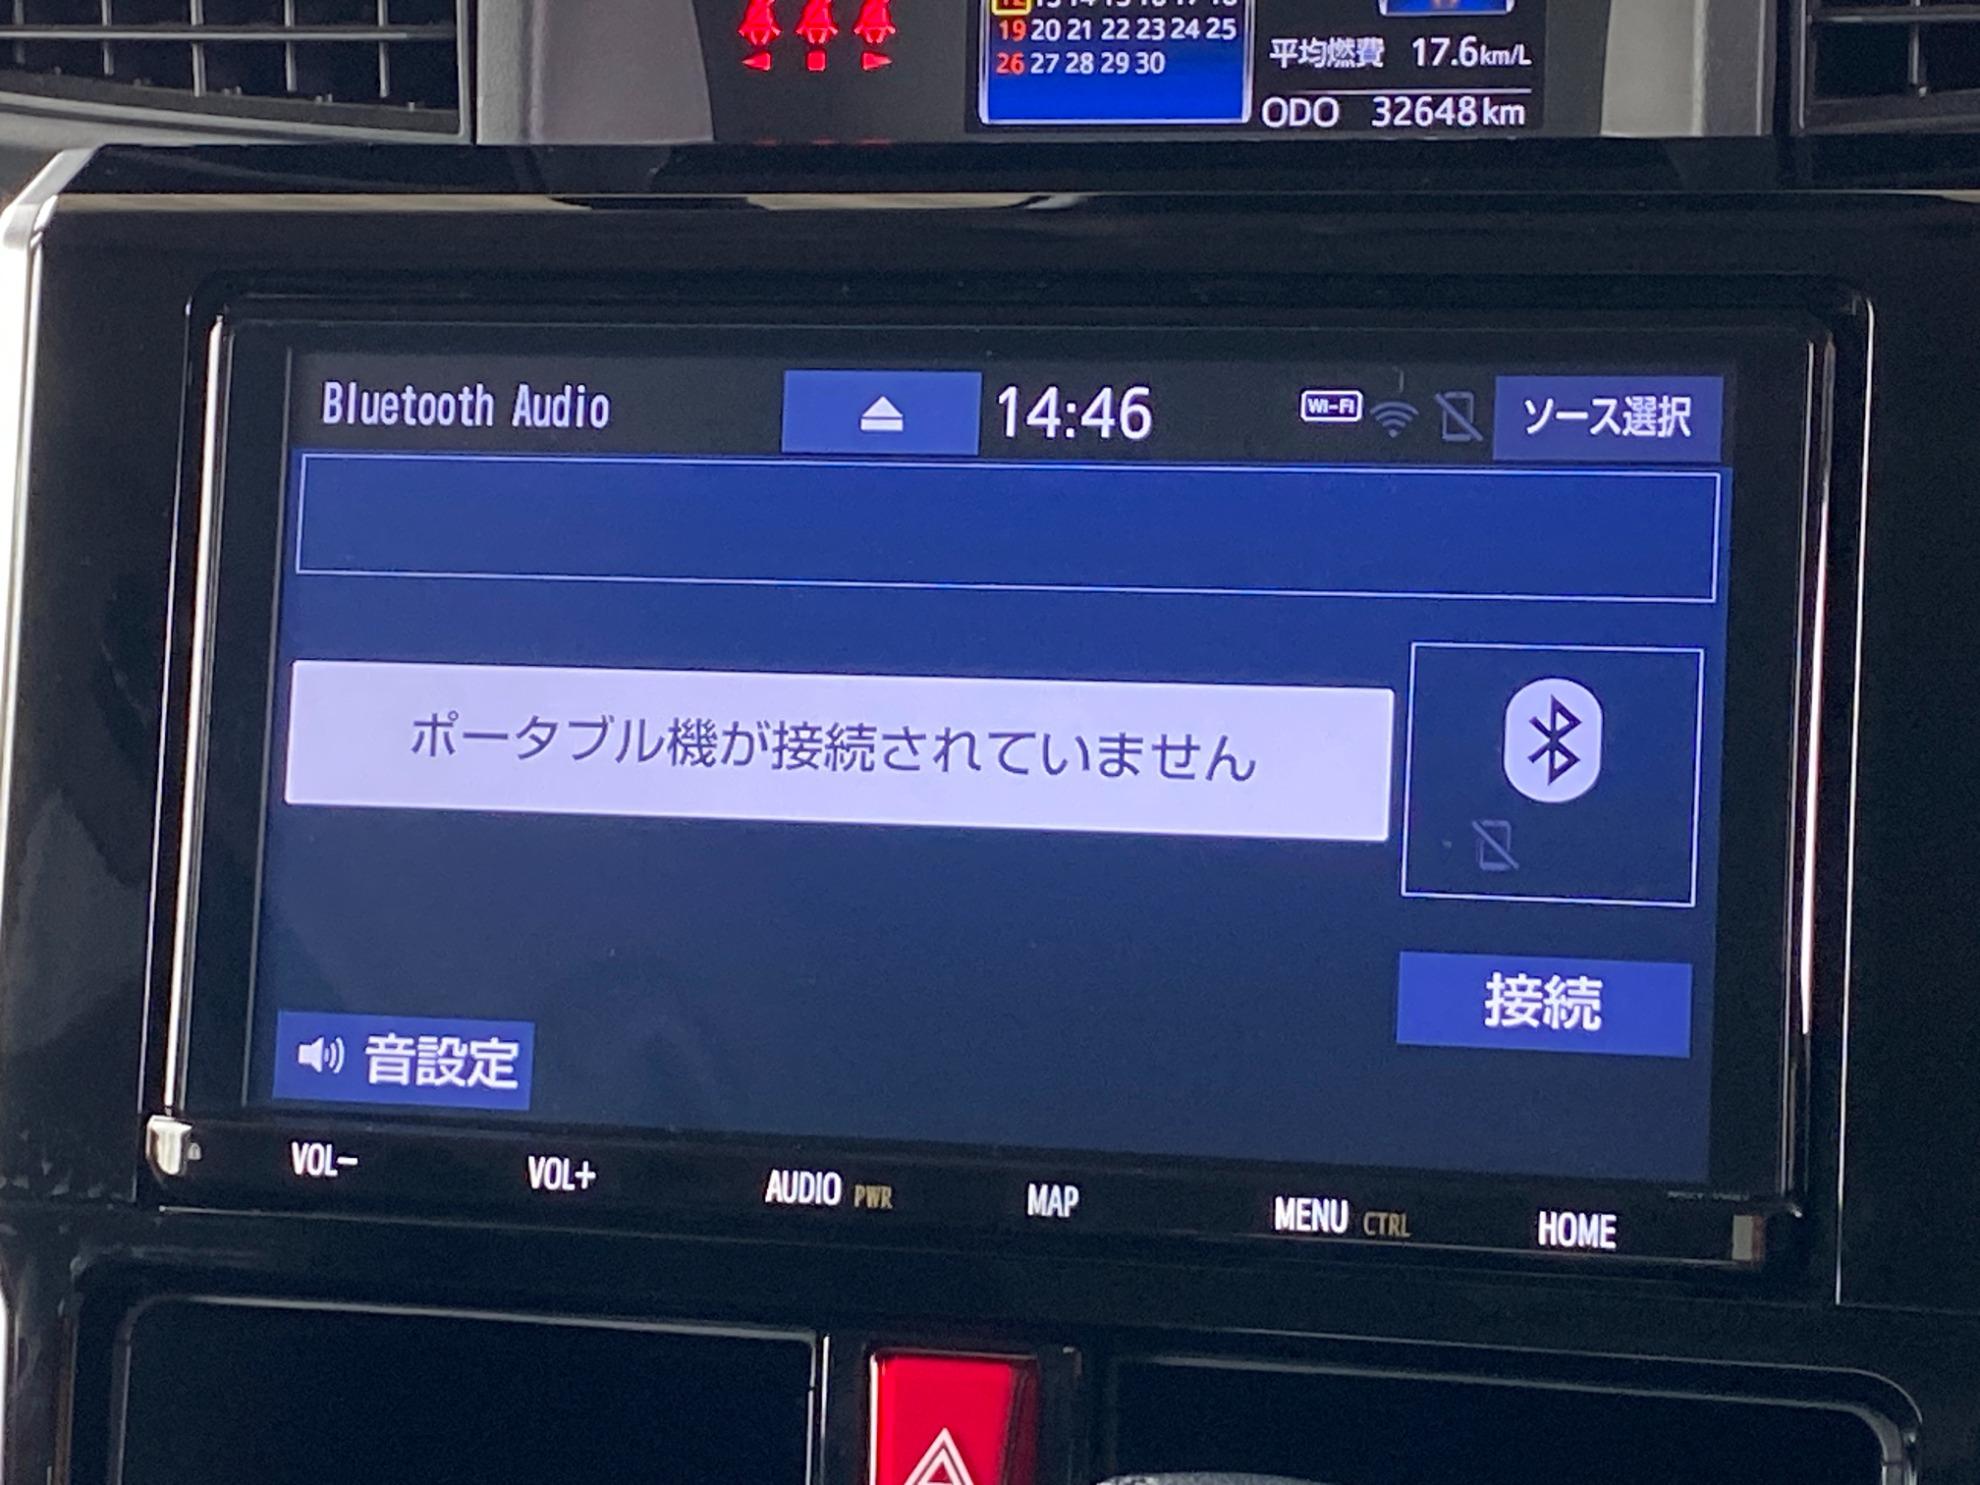 19 20 21 22 23 24 25
26 27 28 29 30
平均燃費 17.6km/L
ODO 32648km
Bluetooth Audio
14:46
Wi-Fi
ソース選択
ポータブル機が接続されていません
接続
音設定
VOL-
VOL+
AUDIO PWR
MAP
MENU CTRL
HOME